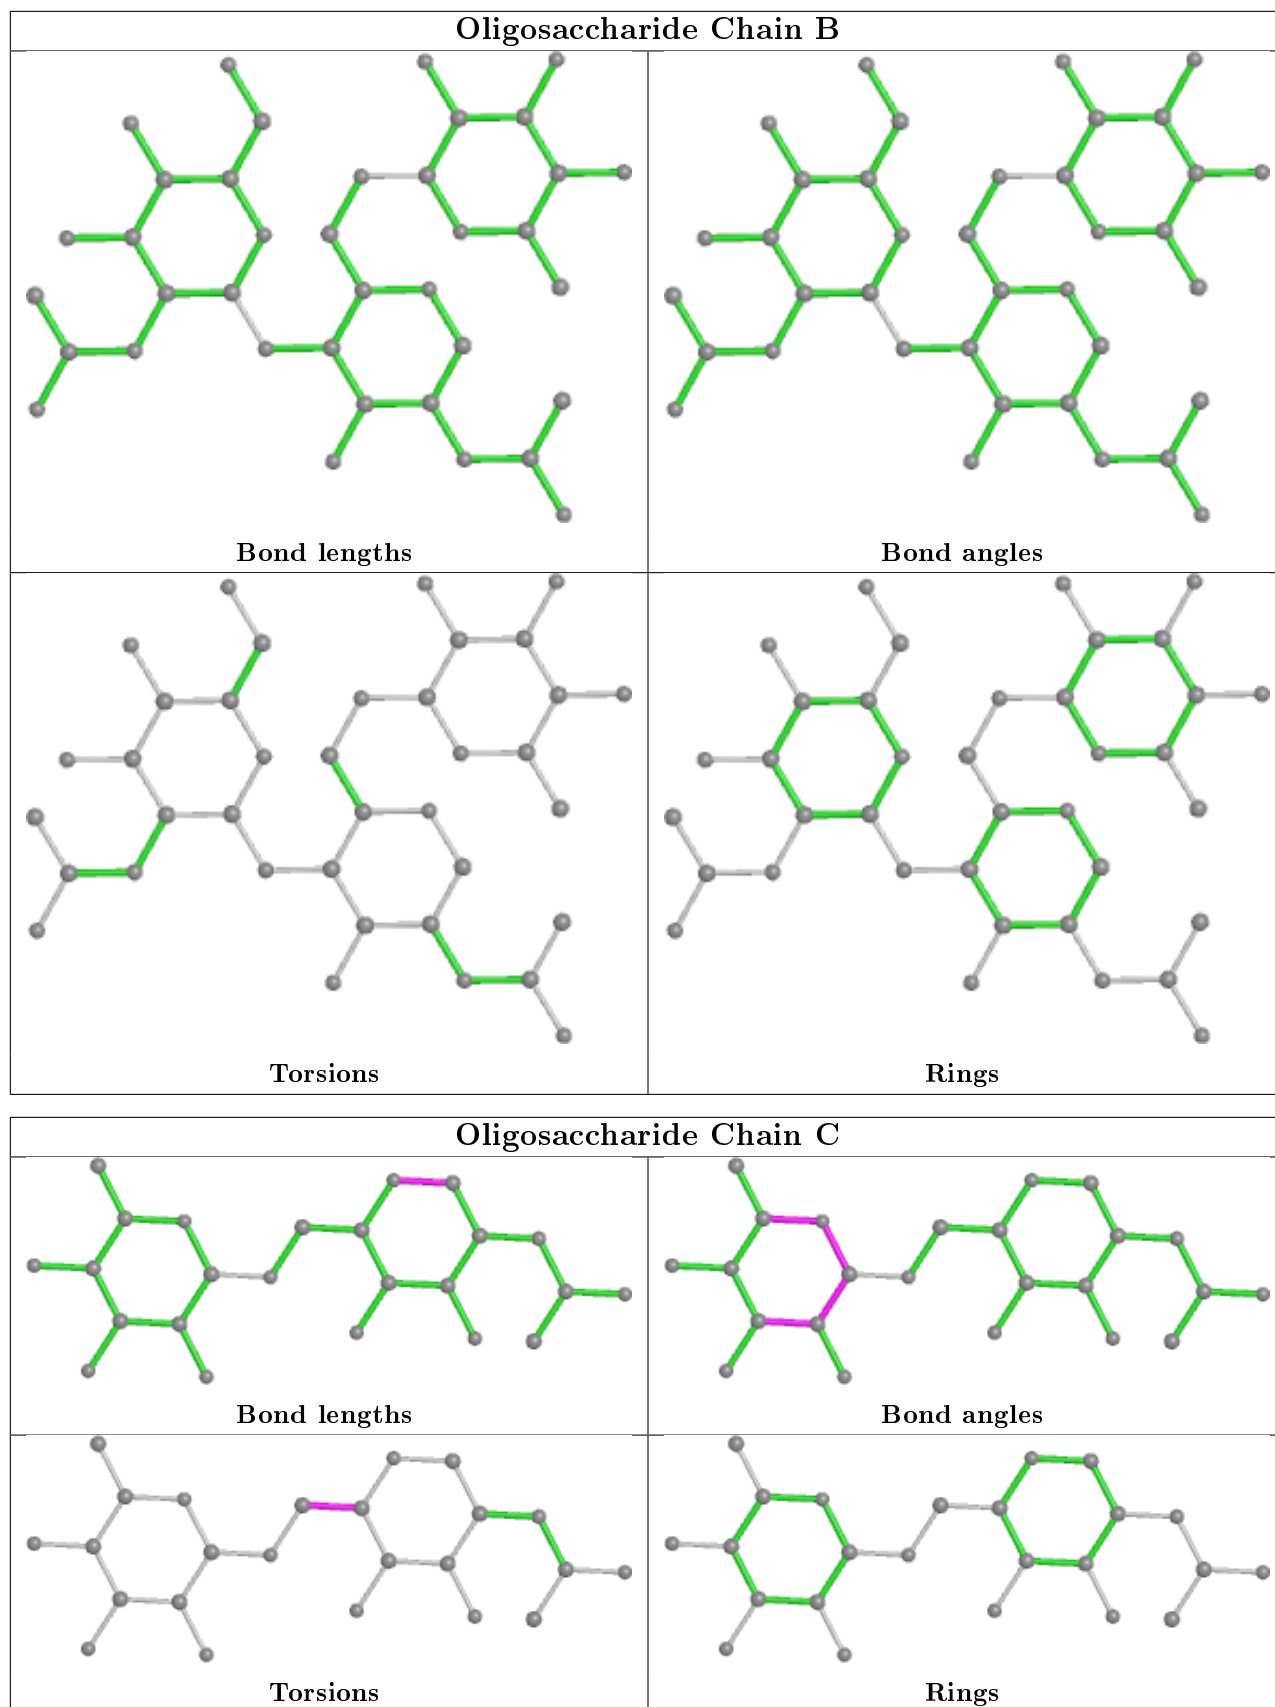 Oligosaccharide Chain B
Bond lengths
Bond angles
Torsions
Rings
Oligosaccharide Chain C
Bond lengths
Bond angles
Torsions
Rings